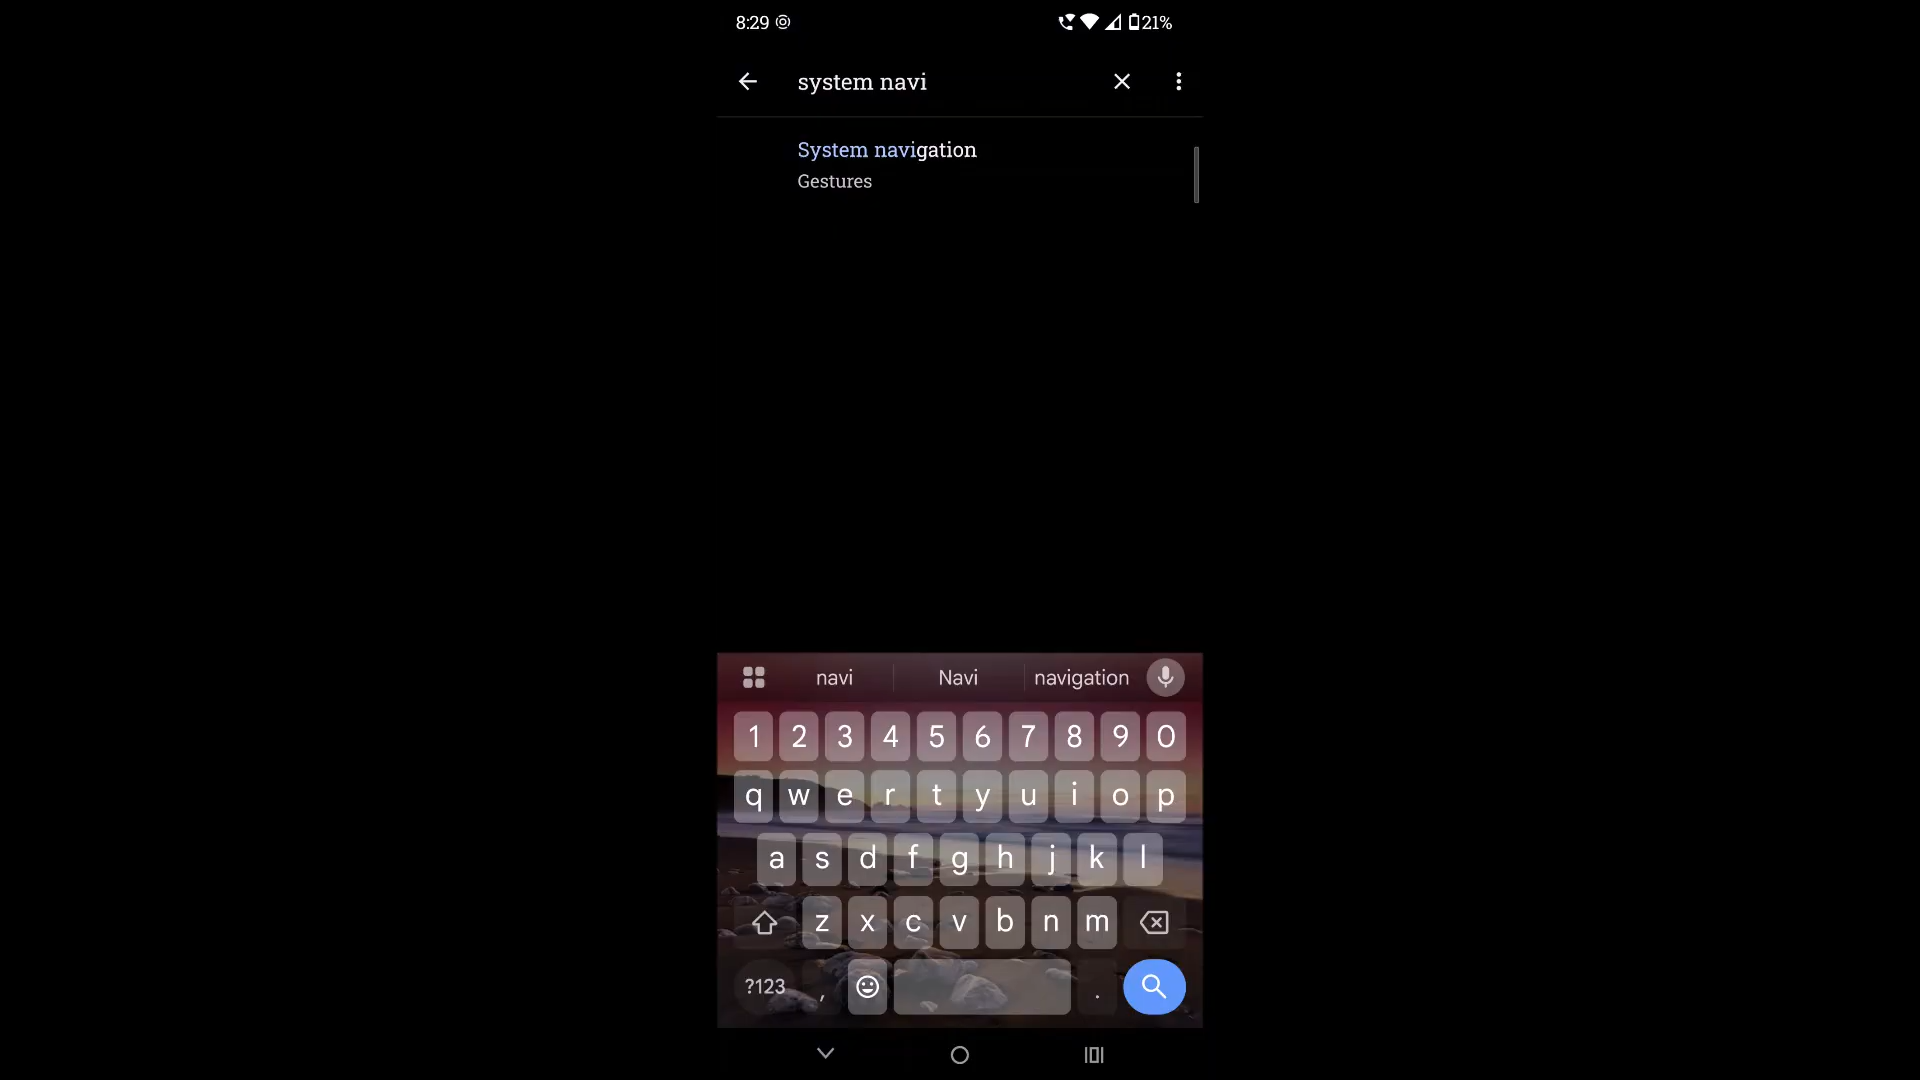 8:29 21%
system navi
System navigation
Gestures
navi Navi navigation
1 2 3 4 5 6 7 8 9 0
q w e r t y u i o p
a s d f g h j k l
z x c v b n m
?123 , .